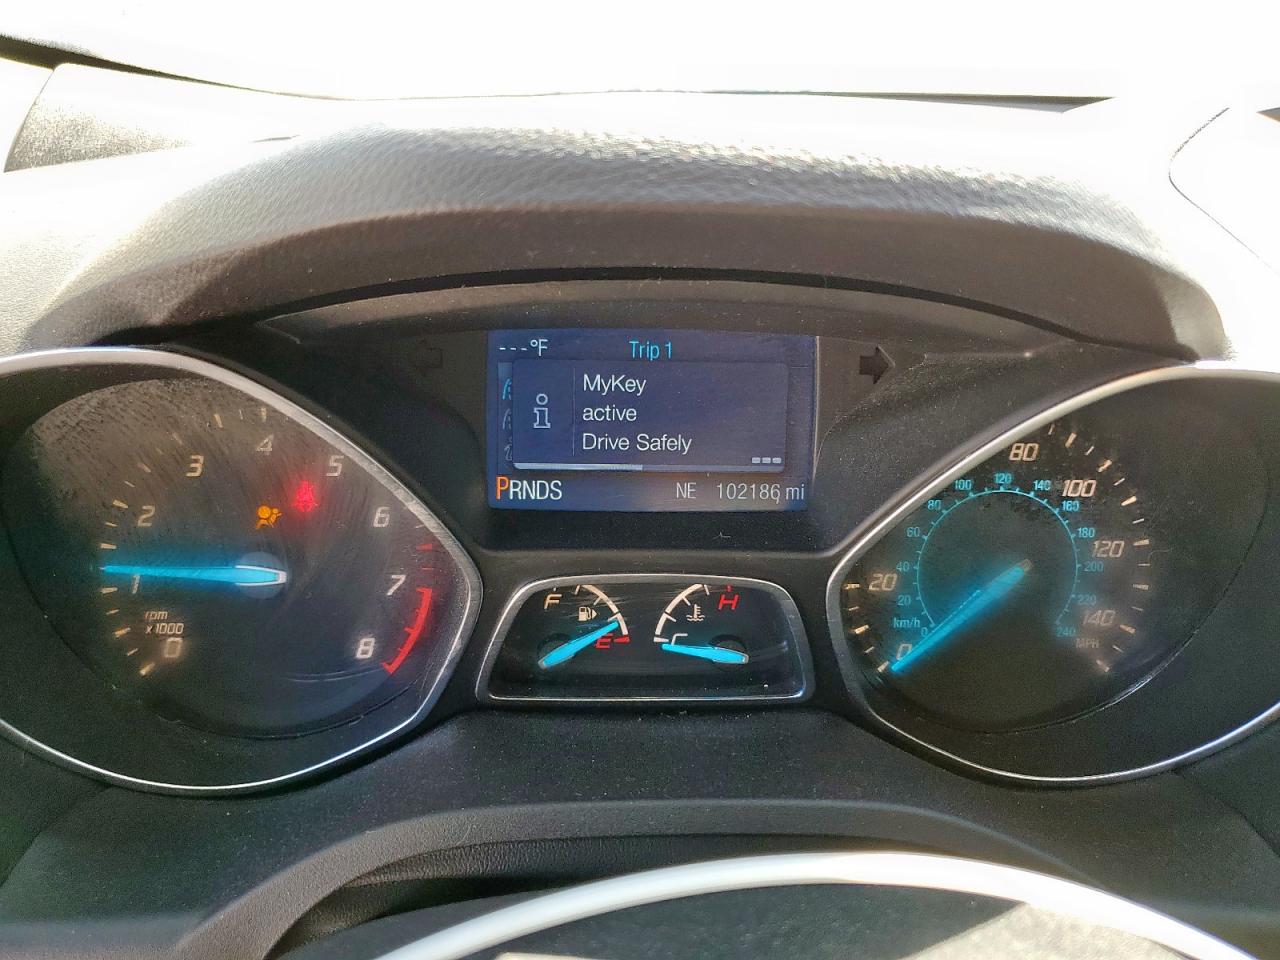 ---°F Trip 1
MyKey
active
Drive Safely
PRNDS NE 102186 mi
0 1 2 3 4 5 6 7 8
rpm
x1000
F E
C H
0 20 80 100 120 140
MPH
0 20 40 60 80 100 120 140 160 180 200 220 240
km/h